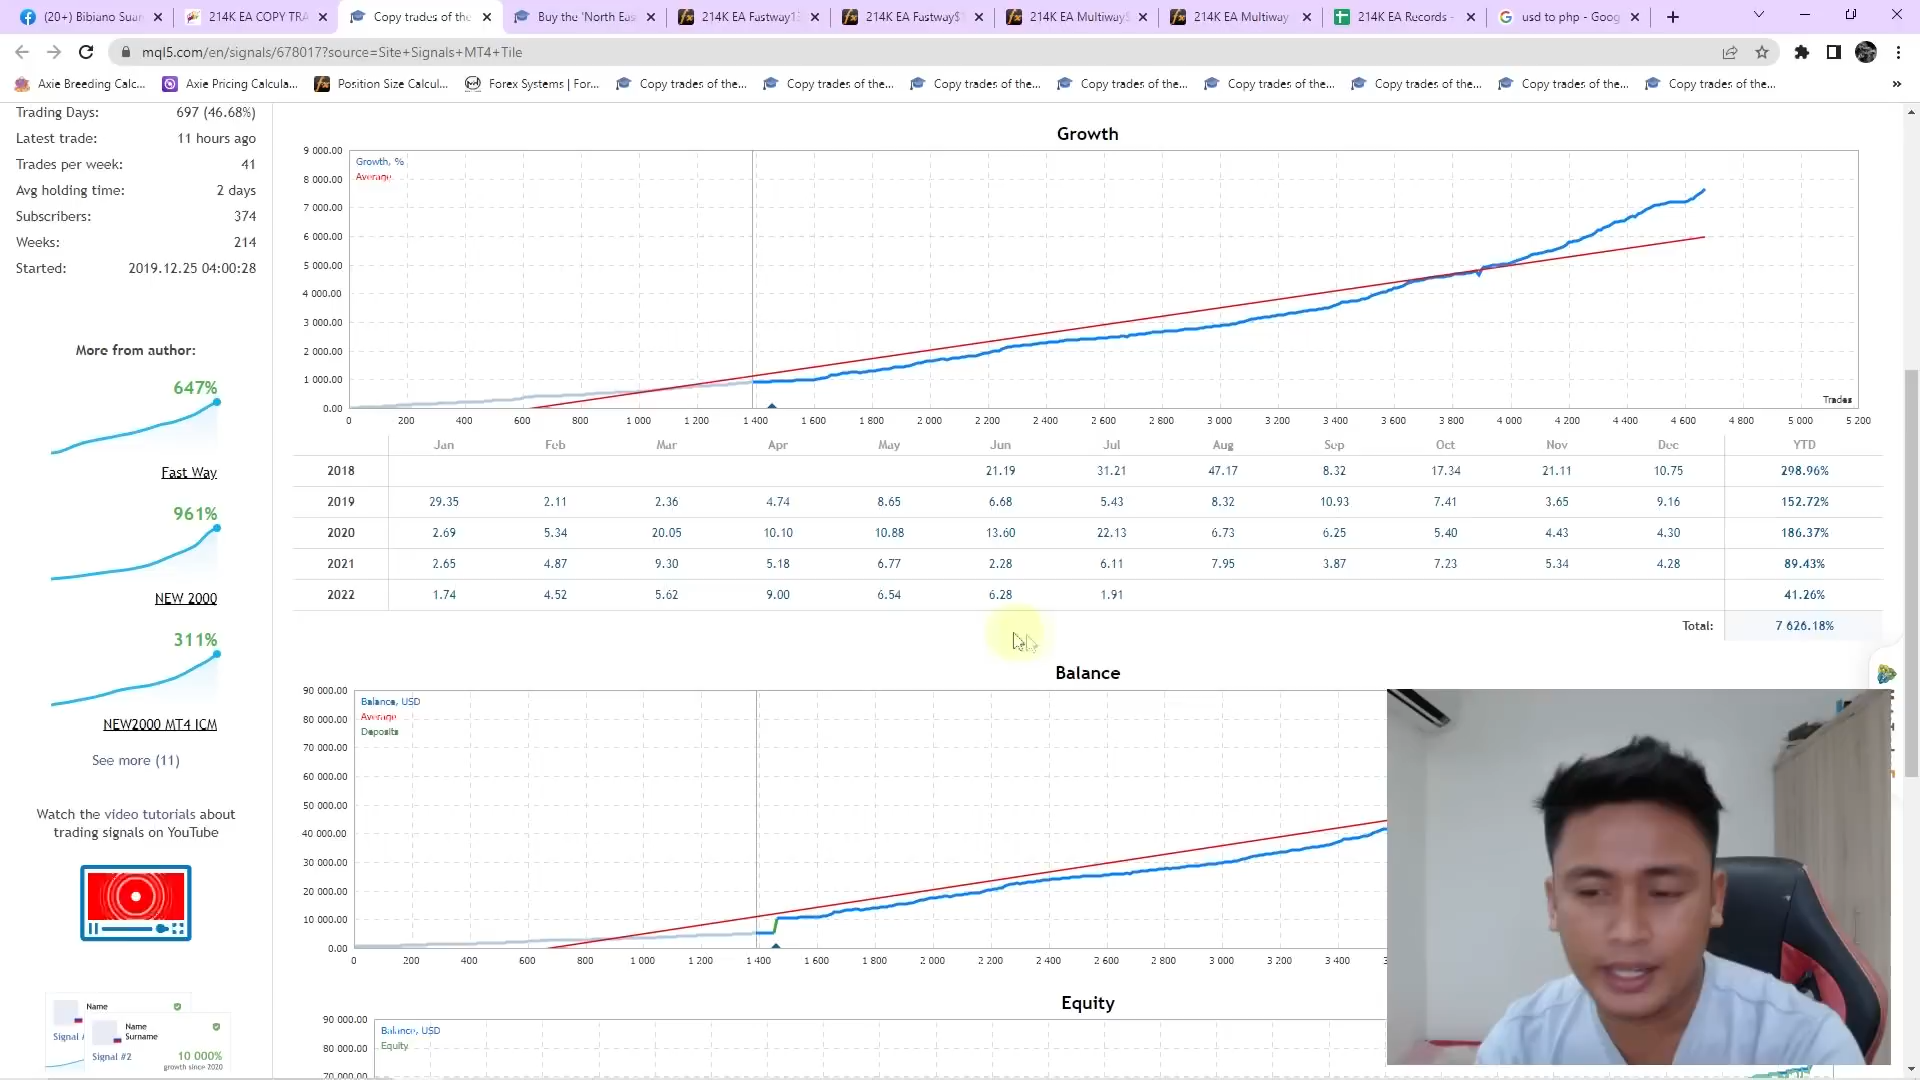 (20+) Bibiano Suar
214K EA COPY TRA
Copy trades of the
Buy the 'North Eas
214K EA Fastway
214K EA Fastway$
214K EA Multiway$
214K EA Multiway
214K EA Records -
usd to php - Goog
mql5.com/en/signals/678017?source=Site+Signals+MT4+Tile
Axie Breeding Calc...
Axie Pricing Calcula...
Position Size Calcul...
Forex Systems | For...
Copy trades of the...
Copy trades of the...
Copy trades of the...
Copy trades of the...
Copy trades of the...
Copy trades of the...
Copy trades of the...
Copy trades of the...
Trading Days: 697 (46.68%)
Latest trade: 11 hours ago
Trades per week: 41
Avg holding time: 2 days
Subscribers: 374
Weeks: 214
Started: 2019.12.25 04:00:28
More from author:
647%
Fast Way
961%
NEW 2000
311%
NEW2000 MT4 ICM
See more (11)
Watch the video tutorials about
trading signals on YouTube
Name
Signal
Name
Surname
Signal #2
10 000%
growth since 2020
Growth
Growth, %
Average
9 000.00
8 000.00
7 000.00
6 000.00
5 000.00
4 000.00
3 000.00
2 000.00
1 000.00
0.00
Trades
0 200 400 600 800 1 000 1 200 1 400 1 600 1 800 2 000 2 200 2 400 2 600 2 800 3 000 3 200 3 400 3 600 3 800 4 000 4 200 4 400 4 600 4 800 5 000 5 200
Jan Feb Mar Apr May Jun Jul Aug Sep Oct Nov Dec YTD
2018 21.19 31.21 47.17 8.32 17.34 21.11 10.75 298.96%
2019 29.35 2.11 2.36 4.74 8.65 6.68 5.43 8.32 10.93 7.41 3.65 9.16 152.72%
2020 2.69 5.34 20.05 10.10 10.88 13.60 22.13 6.73 6.25 5.40 4.43 4.30 186.37%
2021 2.65 4.87 9.30 5.18 6.77 2.28 6.11 7.95 3.87 7.23 5.34 4.28 89.43%
2022 1.74 4.52 5.62 9.00 6.54 6.28 1.91 41.26%
Total: 7 626.18%
Balance
Balance, USD
Average
Deposits
90 000.00
80 000.00
70 000.00
60 000.00
50 000.00
40 000.00
30 000.00
20 000.00
10 000.00
0.00
0 200 400 600 800 1 000 1 200 1 400 1 600 1 800 2 000 2 200 2 400 2 600 2 800 3 000 3 200 3 400
Equity
Balance, USD
Equity
90 000.00
80 000.00
70 000.00